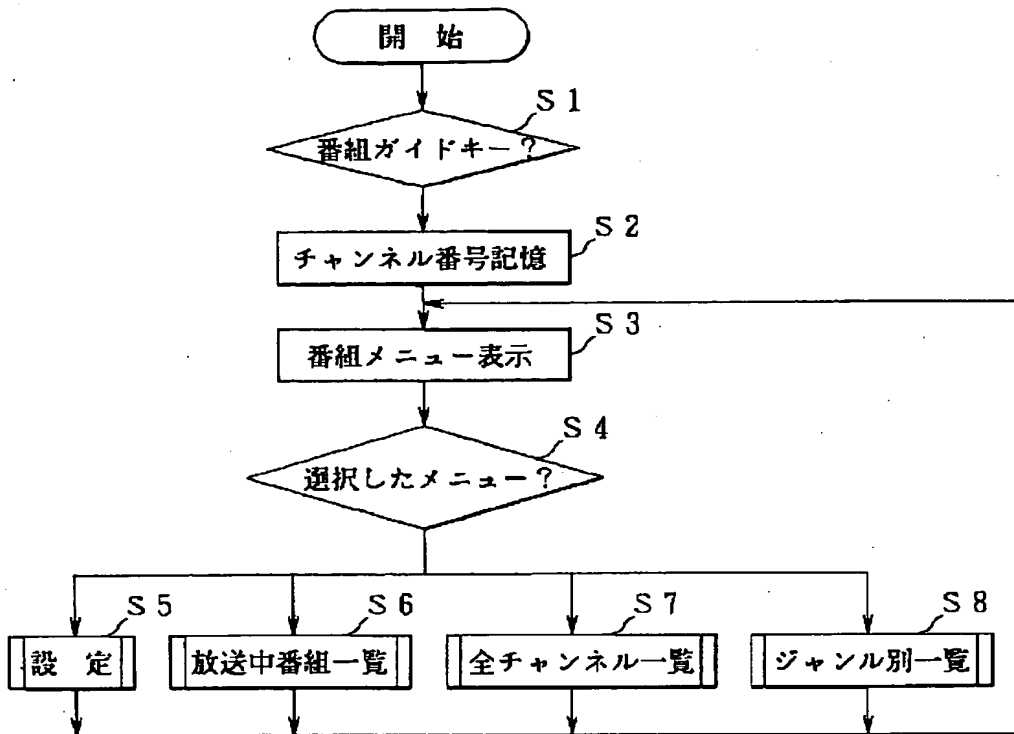 開 始
S1
番組ガイドキー?
S2
チャンネル番号記憶
S3
番組メニュー表示
S4
選択したメニュー?
S5
設 定
S6
放送中番組一覧
S7
全チャンネル一覧
S8
ジャンル別一覧